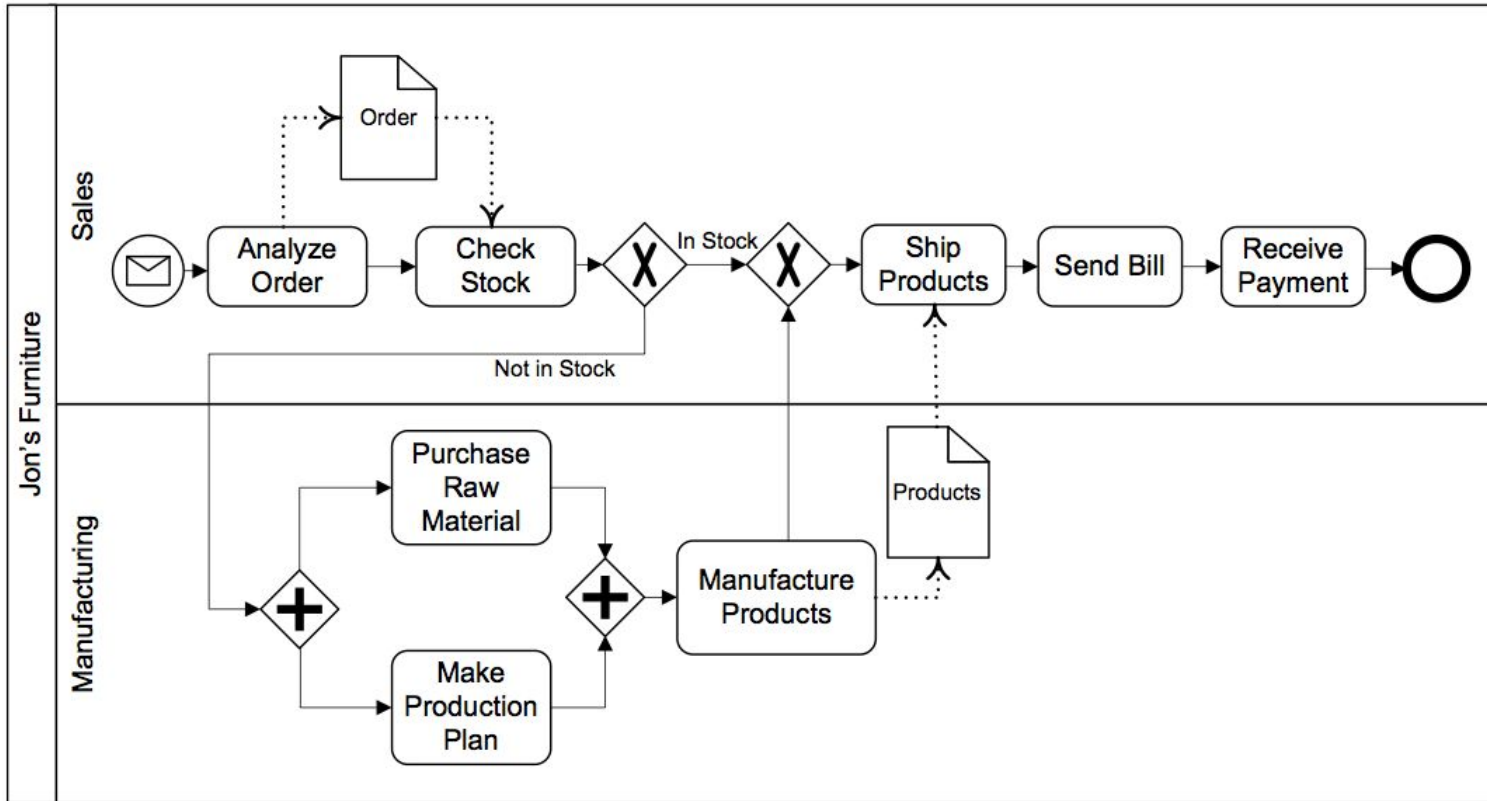 Jon's Furniture
Sales
Order
Analyze
Order
Check
Stock
In Stock
Not in Stock
Ship
Products
Send Bill
Receive
Payment
Manufacturing
Purchase
Raw
Material
Make
Production
Plan
Manufacture
Products
Products